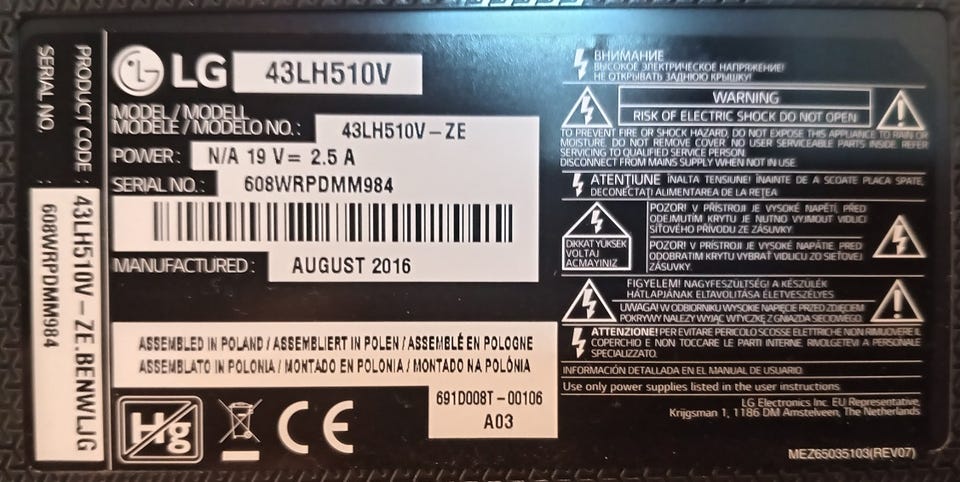 SERIAL NO.
608WRPDMM984
PRODUCT CODE :
43LH510V-ZE.BENWLJG
LG
43LH510V
MODEL / MODELL
MODÈLE / MODELO NO. :
43LH510V-ZE
POWER :
N/A 19 V= 2.5 A
SERIAL NO. :
608WRPDMM984
MANUFACTURED :
AUGUST 2016
ASSEMBLED IN POLAND / ASSEMBLIERT IN POLEN / ASSEMBLÉ EN POLOGNE
ASSEMBLATO IN POLONIA / MONTADO EN POLONIA / MONTADO NA POLÓNIA
691D008T-00106
A03
Hg
CE
ВНИМАНИЕ
ВЫСОКОЕ ЭЛЕКТРИЧЕСКОЕ НАПРЯЖЕНИЕ!
НЕ ОТКРЫВАТЬ ЗАДНЮЮ КРЫШКУ!
WARNING
RISK OF ELECTRIC SHOCK DO NOT OPEN
TO PREVENT FIRE OR SHOCK HAZARD, DO NOT EXPOSE THIS APPLIANCE TO RAIN OR
MOISTURE. DO NOT REMOVE COVER. NO USER SERVICEABLE PARTS INSIDE. REFER
SERVICING TO QUALIFIED SERVICE PERSON.
DISCONNECT FROM MAINS SUPPLY WHEN NOT IN USE.
ATENȚIUNE ÎNALTA TENSIUNE! ÎNAINTE DE A SCOATE PLACA SPATE,
DECONECTAȚI ALIMENTAREA DE LA REȚEA
DIKKAT YÜKSEK
VOLTAJ
AÇMAYINIZ
POZOR! V PŘÍSTROJI JE VYSOKÉ NAPĚTÍ, PŘED
ODEJMUTÍM KRYTU JE NUTNO VYJMOUT VIDLICI
SÍŤOVÉHO PŘÍVODU ZE ZÁSUVKY.
POZOR! V PRÍSTROJI JE VYSOKÉ NAPÄTIE. PRED
ODOBRATIM KRYTU VYBRAŤ VIDLICU ZO SIEŤOVEJ
ZÁSUVKY.
FIGYELEM! NAGYFESZÜLTSÉG! A KÉSZÜLÉK
HÁTLAPJÁNAK ELTÁVOLÍTÁSA ÉLETVESZÉLYES
UWAGA! W ODBIORNIKU WYSOKIE NAPIĘCIE PRZED ZDJĘCIEM
POKRYWY NALEŻY WYJĄĆ WTYCZKĘ Z GNIAZDA SIECIOWEGO.
ATTENZIONE! PER EVITARE PERICOLO SCOSSE ELETTRICHE NON RIMUOVERE IL
COPERCHIO E NON TOCCARE LE PARTI INTERNE. RIVOLGETEVI A PERSONALE
SPECIALIZZATO.
INFORMACIÓN DETALLADA EN EL MANUAL DE USUARIO.
Use only power supplies listed in the user instructions.
LG Electronics Inc. EU Representative,
Krijgsman 1, 1186 DM Amstelveen, The Netherlands
MEZ65035103(REV07)